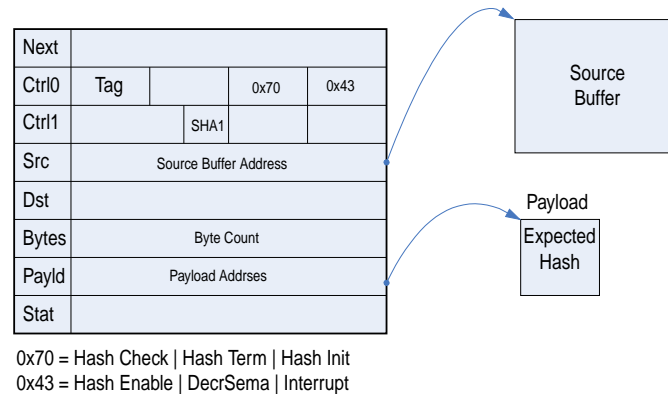 Next
Ctrl0 Tag 0x70 0x43
Ctrl1 SHA1
Src Source Buffer Address
Dst
Bytes Byte Count
Payld Payload Addrses
Stat
Source
Buffer
Payload
Expected
Hash
0x70 = Hash Check | Hash Term | Hash Init
0x43 = Hash Enable | DecrSema | Interrupt